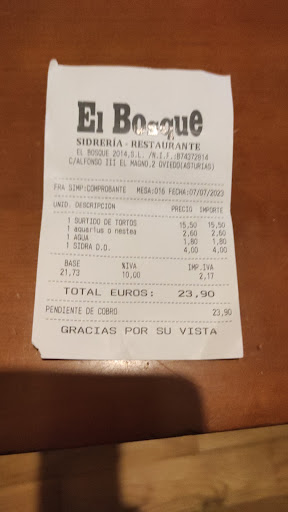 El Bosque
SIDRERÍA - RESTAURANTE
EL BOSQUE 2014,S.L. /N.I.F.:B74372614
C/ALFONSO III EL MAGNO,2 OVIEDO(ASTURIAS)
FRA SIMP:COMPROBANTE MESA:016 FECHA:07/07/2023
UNID. DESCRIPCIÓN PRECIO IMPORTE
1 SURTIDO DE TORTOS 15,50 15,50
1 aquarius o nestea 2,60 2,60
1 AGUA 1,80 1,80
1 SIDRA D.O. 4,00 4,00
BASE %IVA IMP.IVA
21,73 10,00 2,17
TOTAL EUROS: 23,90
PENDIENTE DE COBRO 23,90
GRACIAS POR SU VISTA